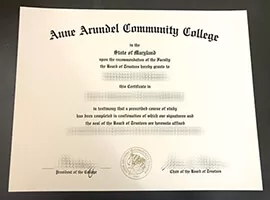 Anne Arundel Community College
in the
State of Maryland
upon the recommendation of the Faculty
the Board of Trustees hereby grants to
this Certificate in
in testimony that a prescribed course of study
has been completed in confirmation of which our signatures and
the seal of the Board of Trustees are hereunto affixed
President of the College
Chair of the Board of Trustees